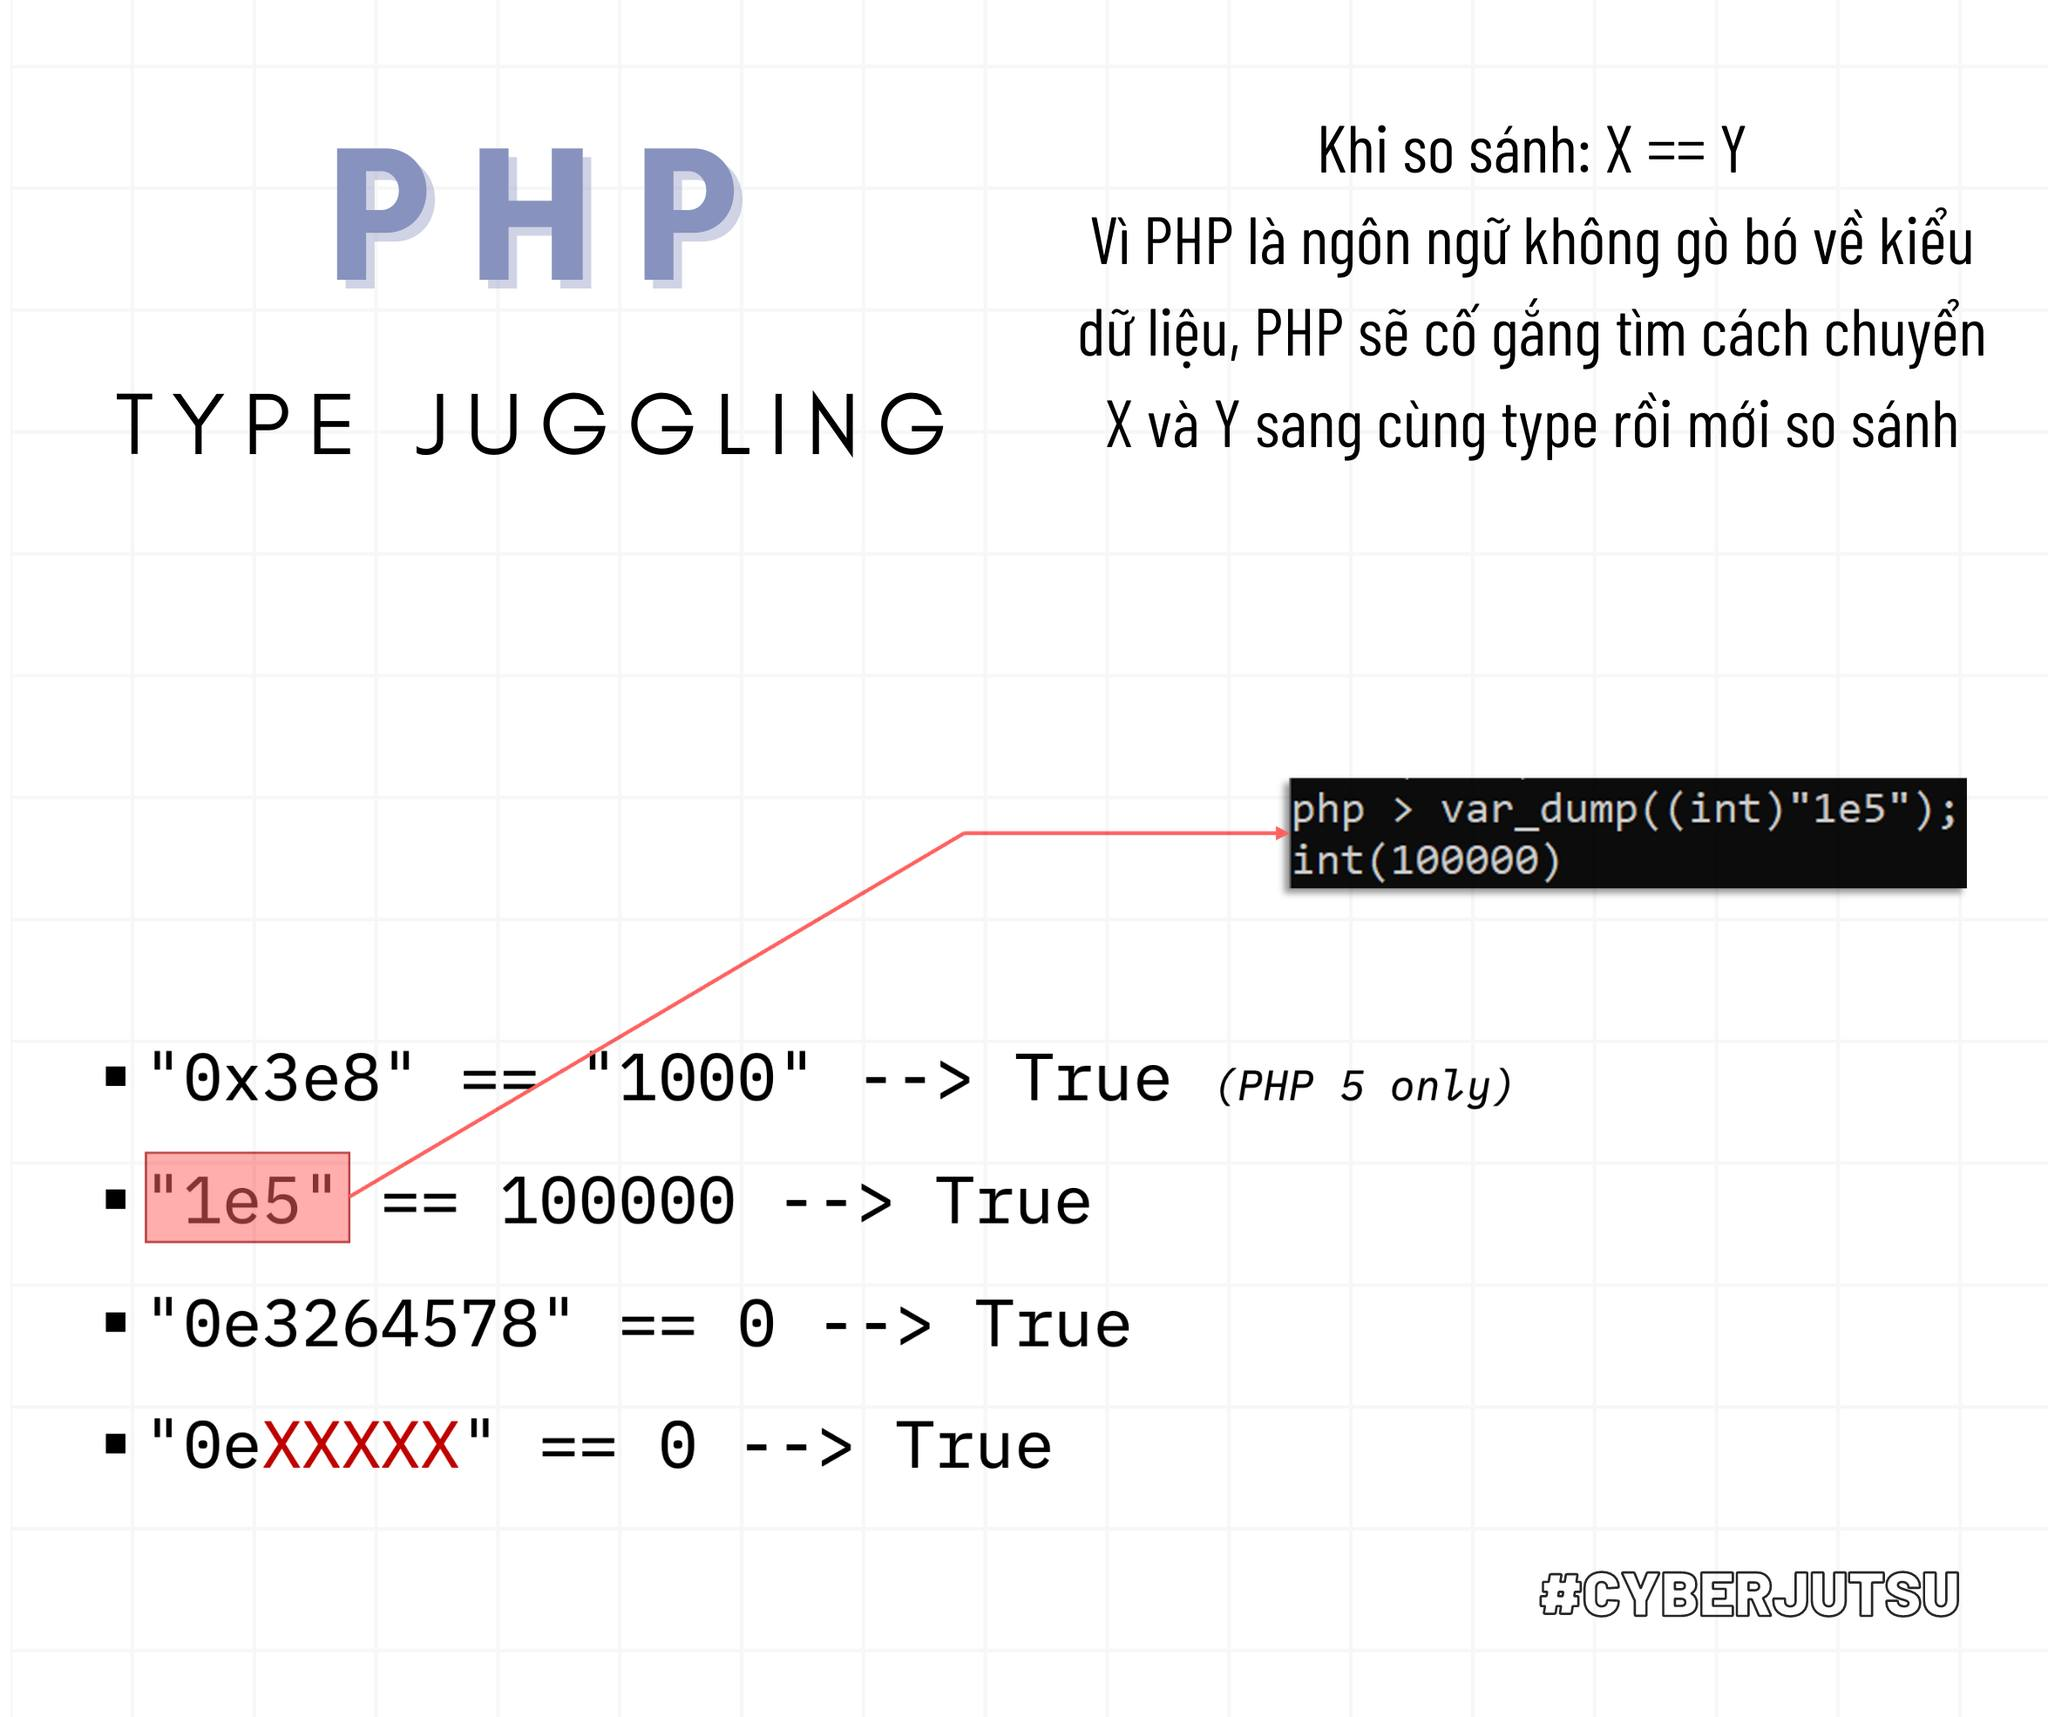 PHP
TYPE JUGGLING
Khi so sánh: X == Y
Vì PHP là ngôn ngữ không gò bó về kiểu
dữ liệu, PHP sẽ cố gắng tìm cách chuyển
X và Y sang cùng type rồi mới so sánh
php > var_dump((int)"1e5");
int(100000)
▪ "0x3e8" == "1000" --> True (PHP 5 only)
▪ "1e5" == 100000 --> True
▪ "0e3264578" == 0 --> True
▪ "0eXXXXX" == 0 --> True
#CYBERJUTSU